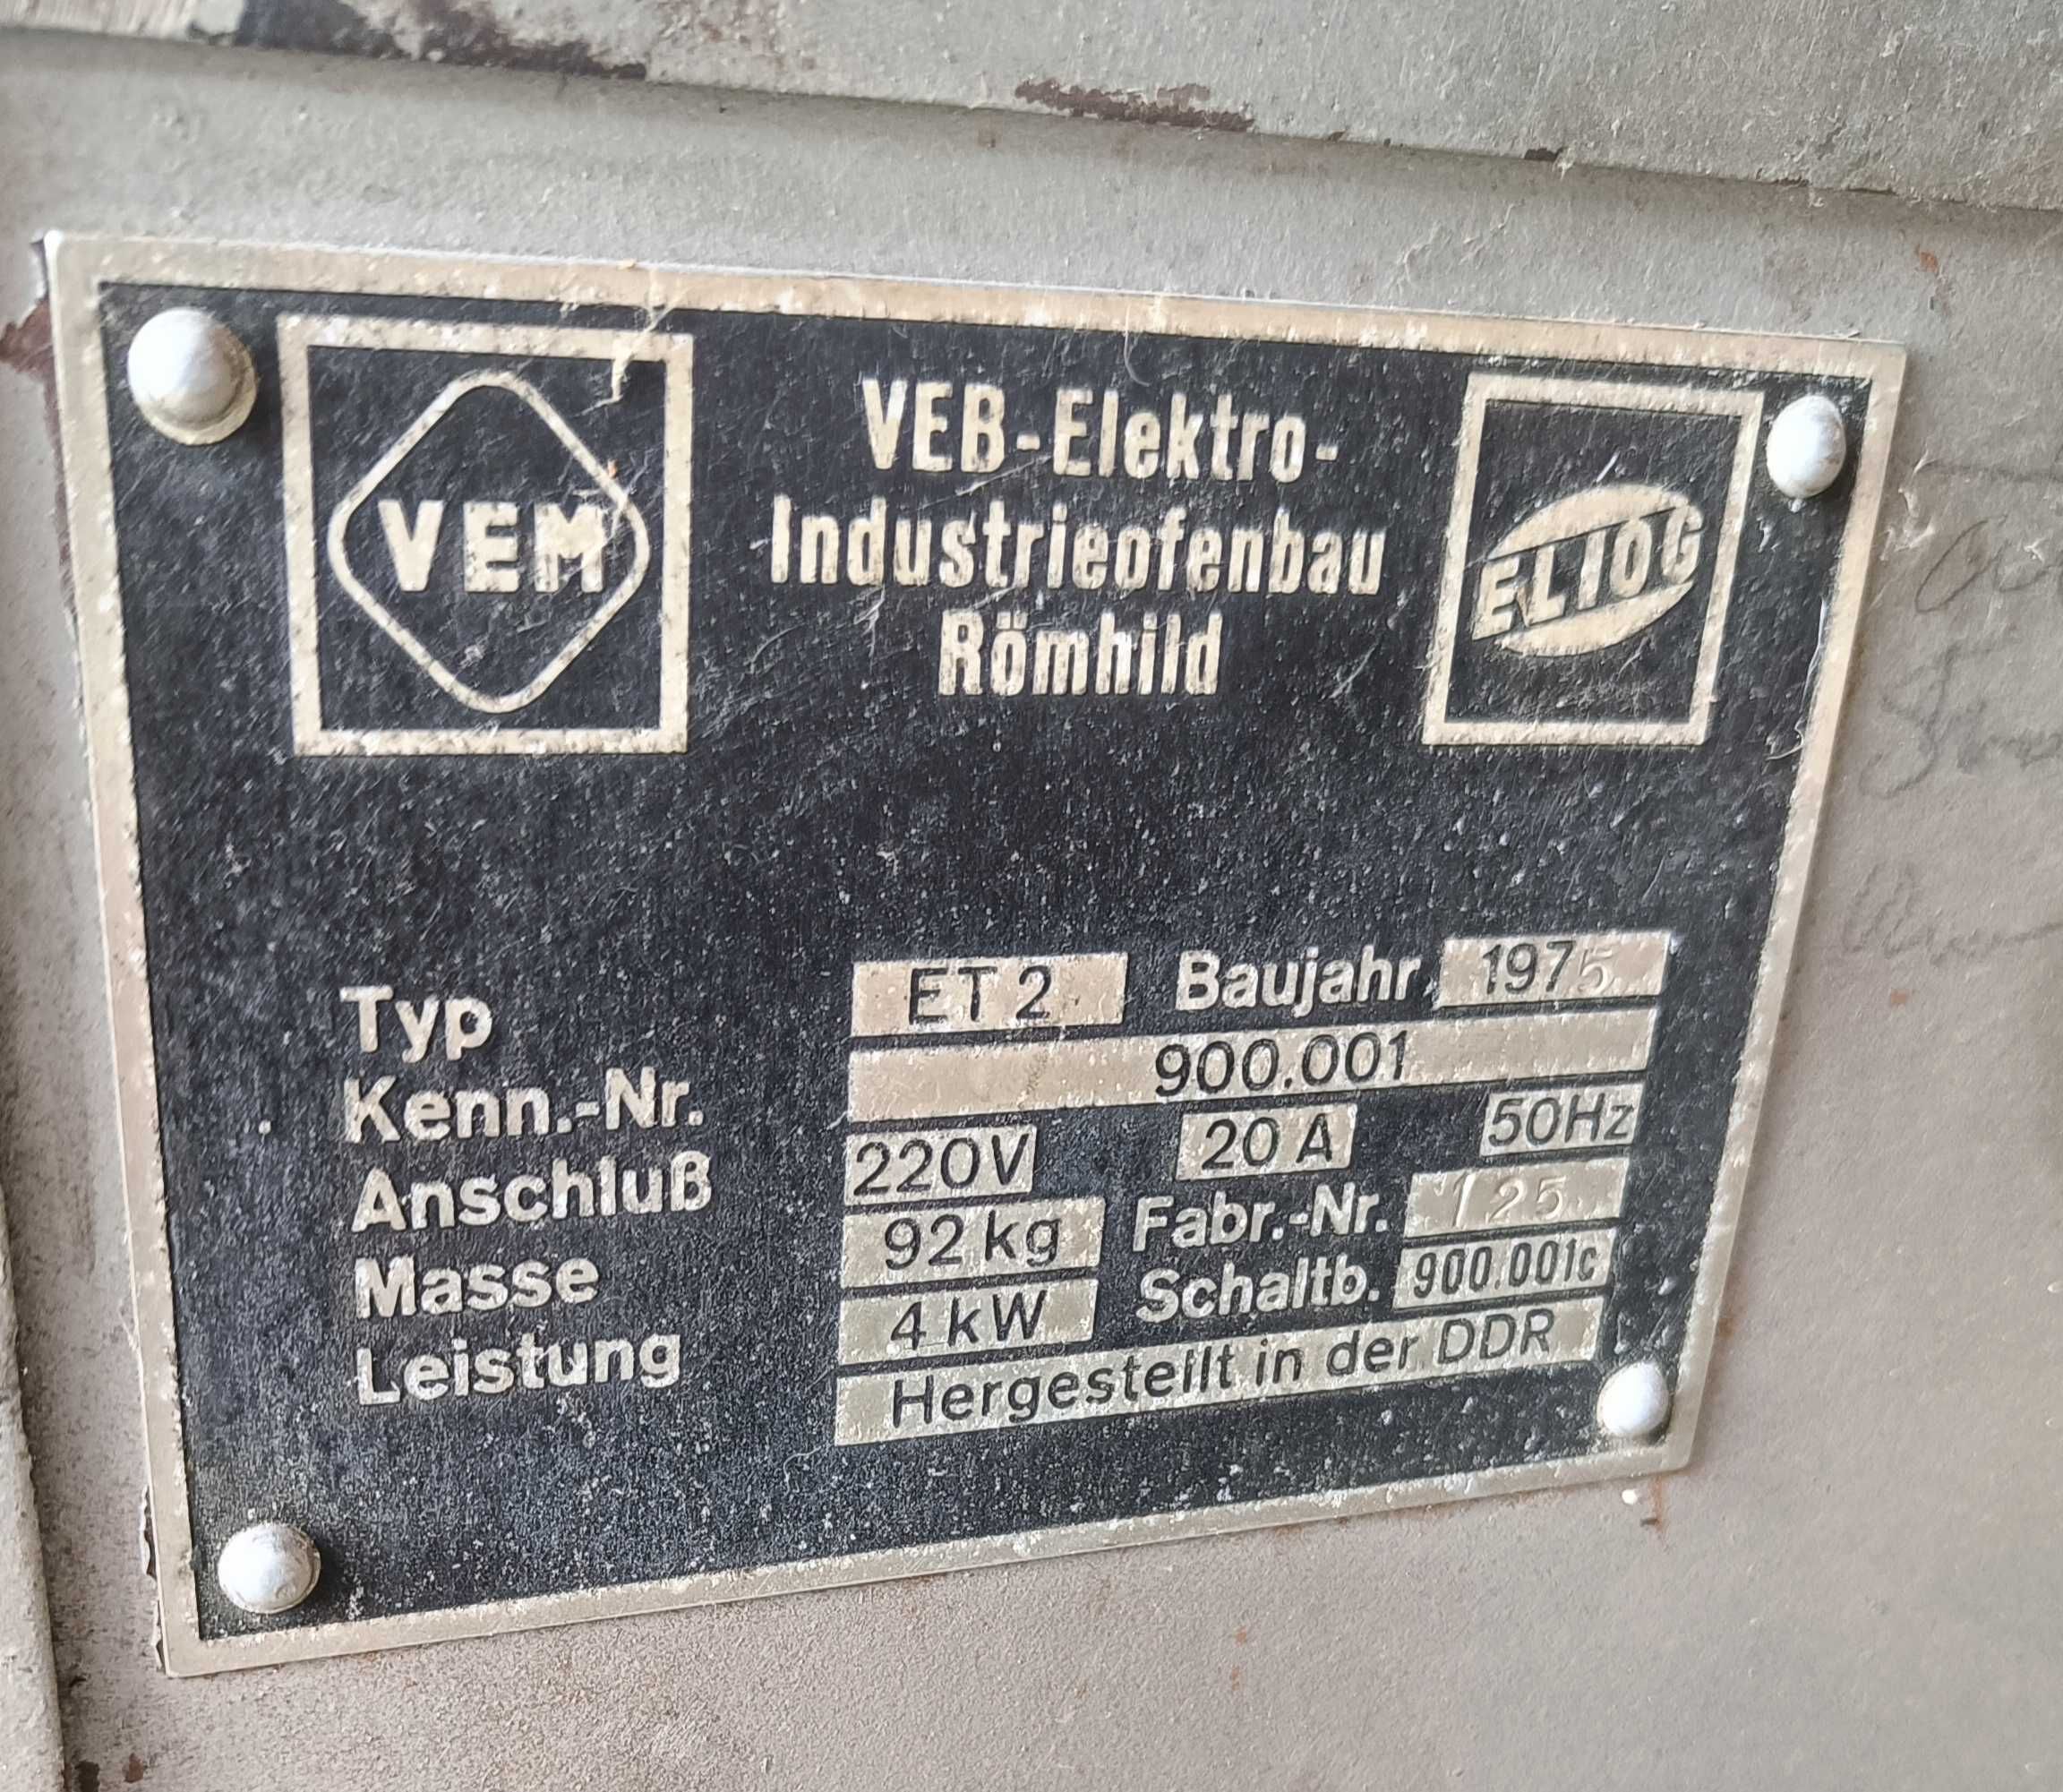 VEM
VEB-Elektro-
Industrieofenbau
Römhild
ELIOG
Typ ET 2 Baujahr 1975
Kenn.-Nr. 900.001
Anschluß 220V 20 A 50Hz
Masse 92 kg Fabr.-Nr. 125
Leistung 4 kW Schaltb. 900.001c
Hergestellt in der DDR